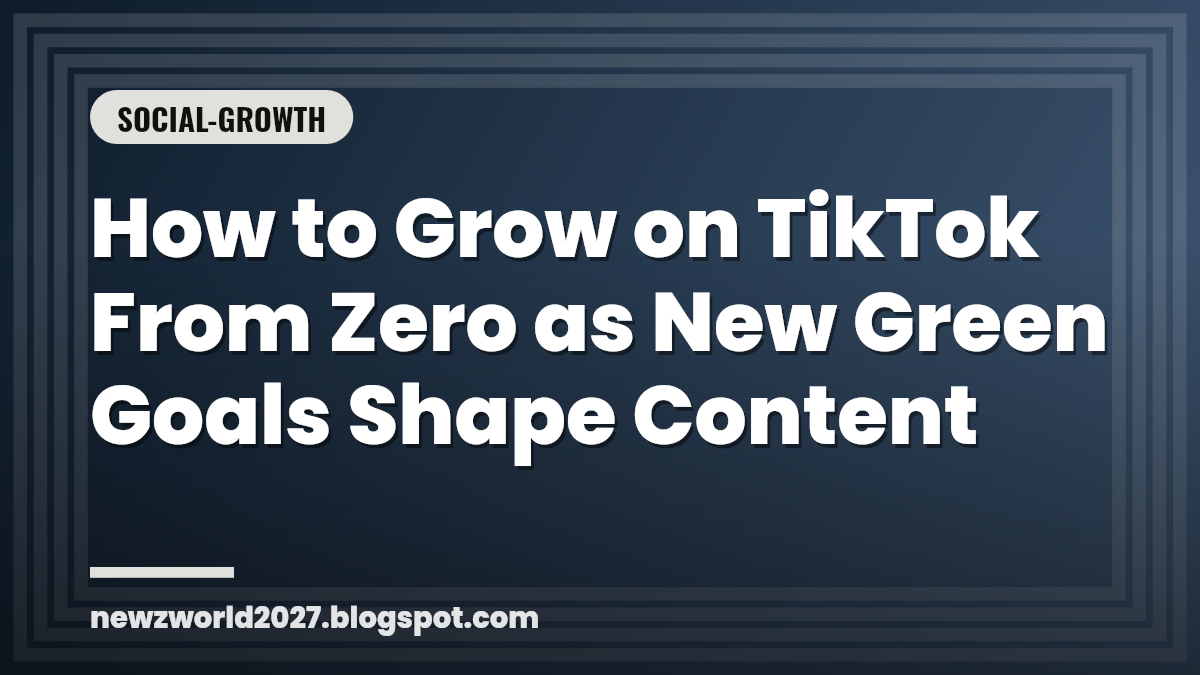 SOCIAL-GROWTH
How to Grow on TikTok
From Zero as New Green
Goals Shape Content
newzworld2027.blogspot.com